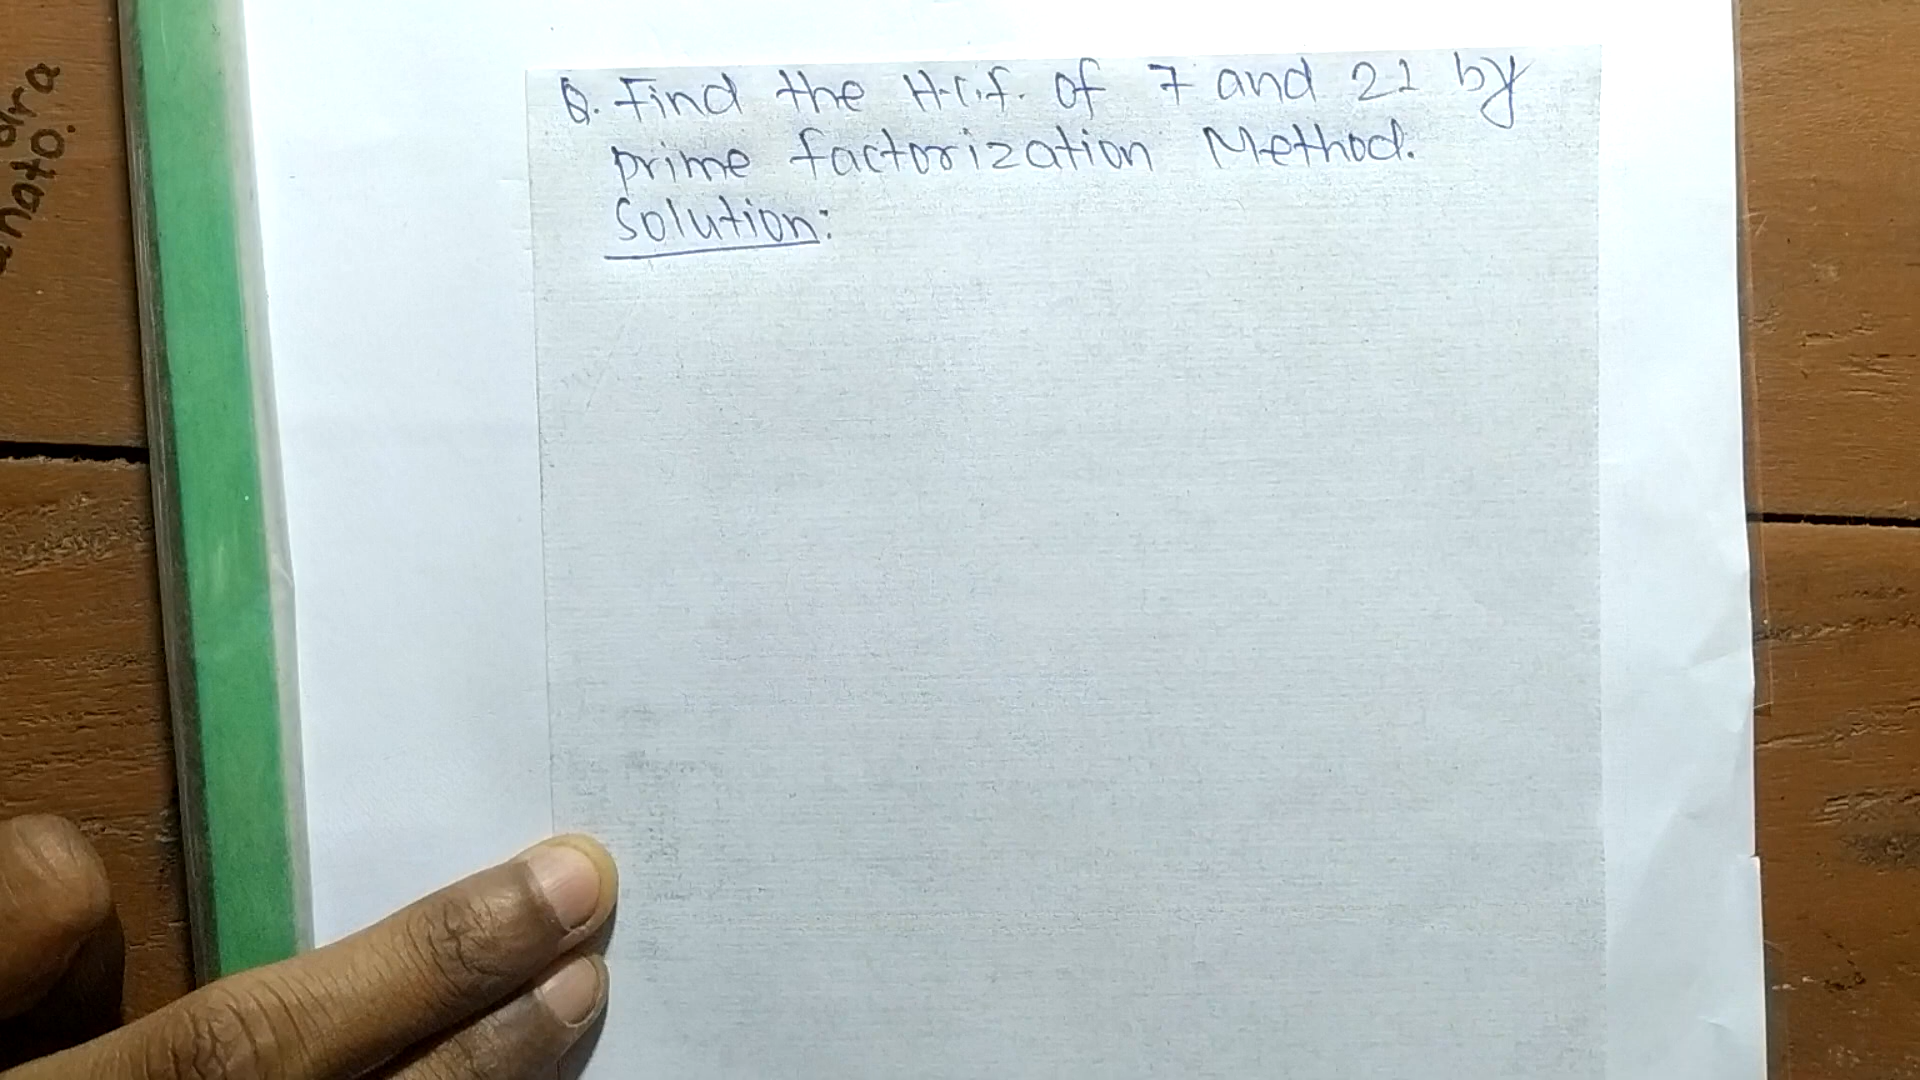 Q. Find the H.C.f. of 7 and 21 by
prime factorization Method.
Solution: